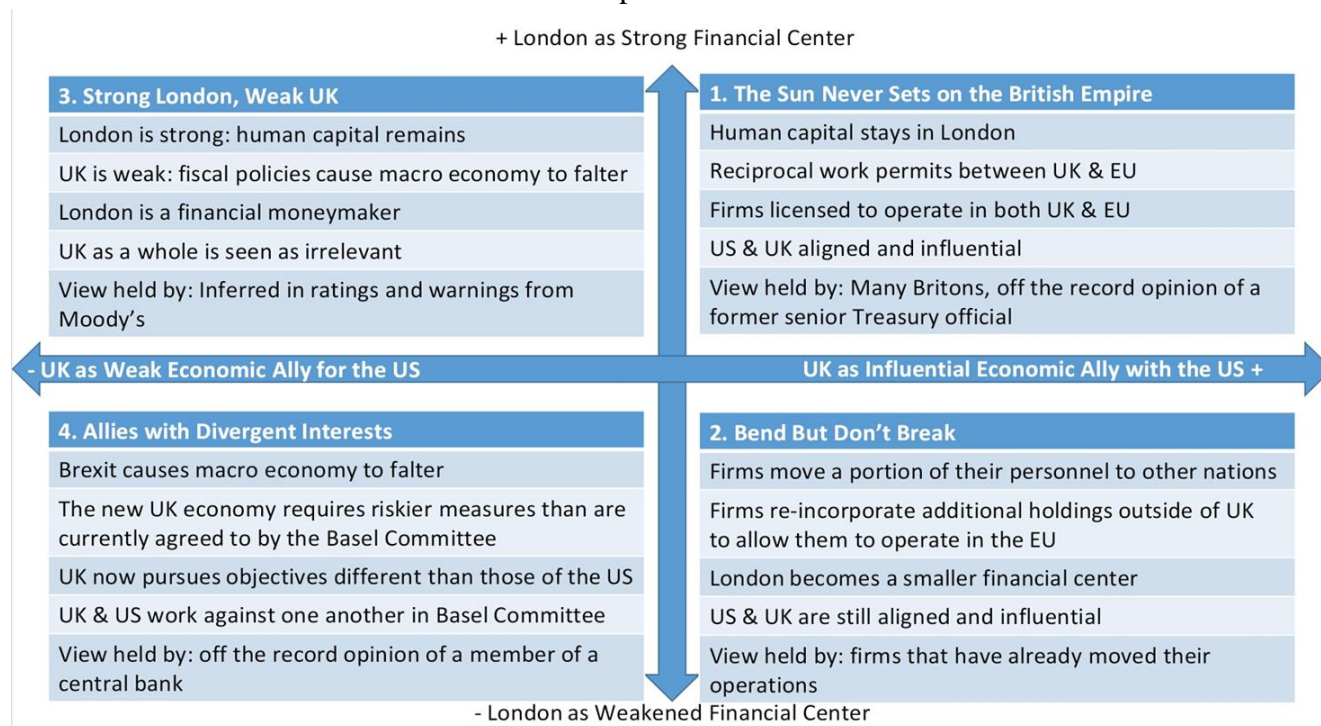 + London as Strong Financial Center
3. Strong London, Weak UK
London is strong: human capital remains
UK is weak: fiscal policies cause macro economy to falter
London is a financial moneymaker
UK as a whole is seen as irrelevant
View held by: Inferred in ratings and warnings from
Moody's
1. The Sun Never Sets on the British Empire
Human capital stays in London
Reciprocal work permits between UK & EU
Firms licensed to operate in both UK & EU
US & UK aligned and influential
View held by: Many Britons, off the record opinion of a
former senior Treasury official
- UK as Weak Economic Ally for the US
UK as Influential Economic Ally with the US +
4. Allies with Divergent Interests
Brexit causes macro economy to falter
The new UK economy requires riskier measures than are
currently agreed to by the Basel Committee
UK now pursues objectives different than those of the US
UK & US work against one another in Basel Committee
View held by: off the record opinion of a member of a
central bank
2. Bend But Don't Break
Firms move a portion of their personnel to other nations
Firms re-incorporate additional holdings outside of UK
to allow them to operate in the EU
London becomes a smaller financial center
US & UK are still aligned and influential
View held by: firms that have already moved their
operations
- London as Weakened Financial Center